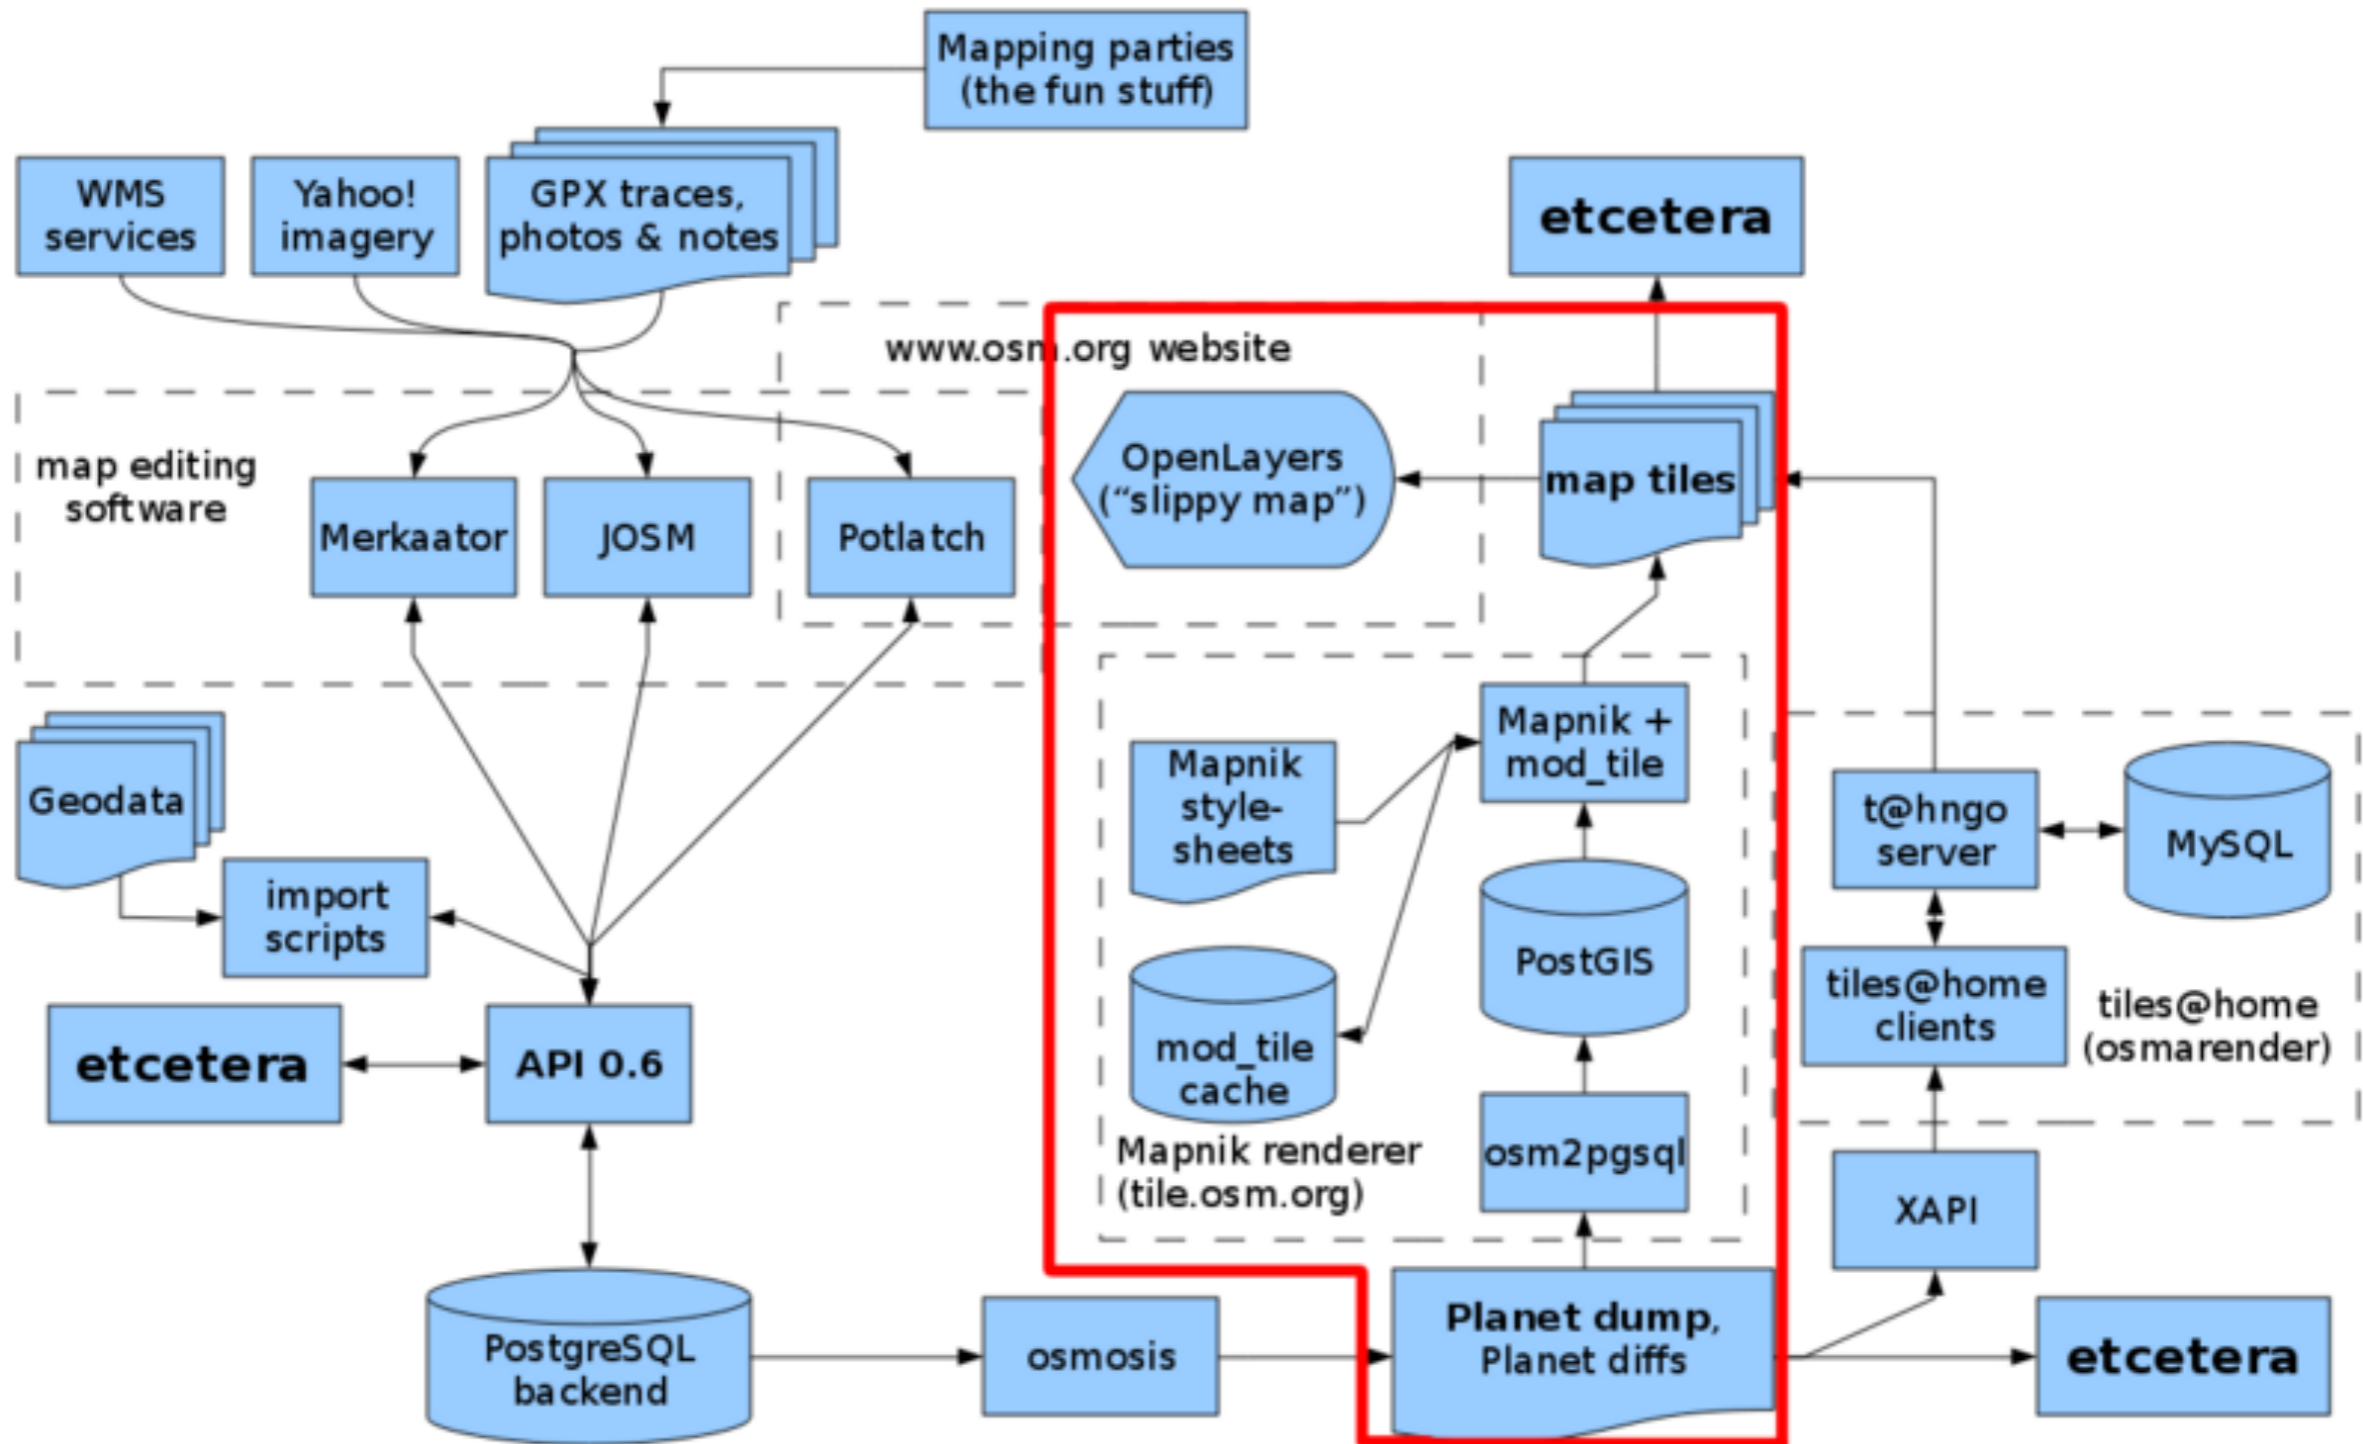 Mapping parties
(the fun stuff)
WMS
services
Yahoo!
imagery
GPX traces,
photos & notes
etcetera
www.osm.org website
map editing
software
Merkaator
JOSM
Potlatch
OpenLayers
(“slippy map”)
map tiles
Geodata
import
scripts
Mapnik
style-
sheets
Mapnik +
mod_tile
t@hngo
server
MySQL
PostGIS
mod_tile
cache
tiles@home
clients
tiles@home
(osmarender)
etcetera
API 0.6
Mapnik renderer
(tile.osm.org)
osm2pgsql
XAPI
PostgreSQL
backend
osmosis
Planet dump,
Planet diffs
etcetera